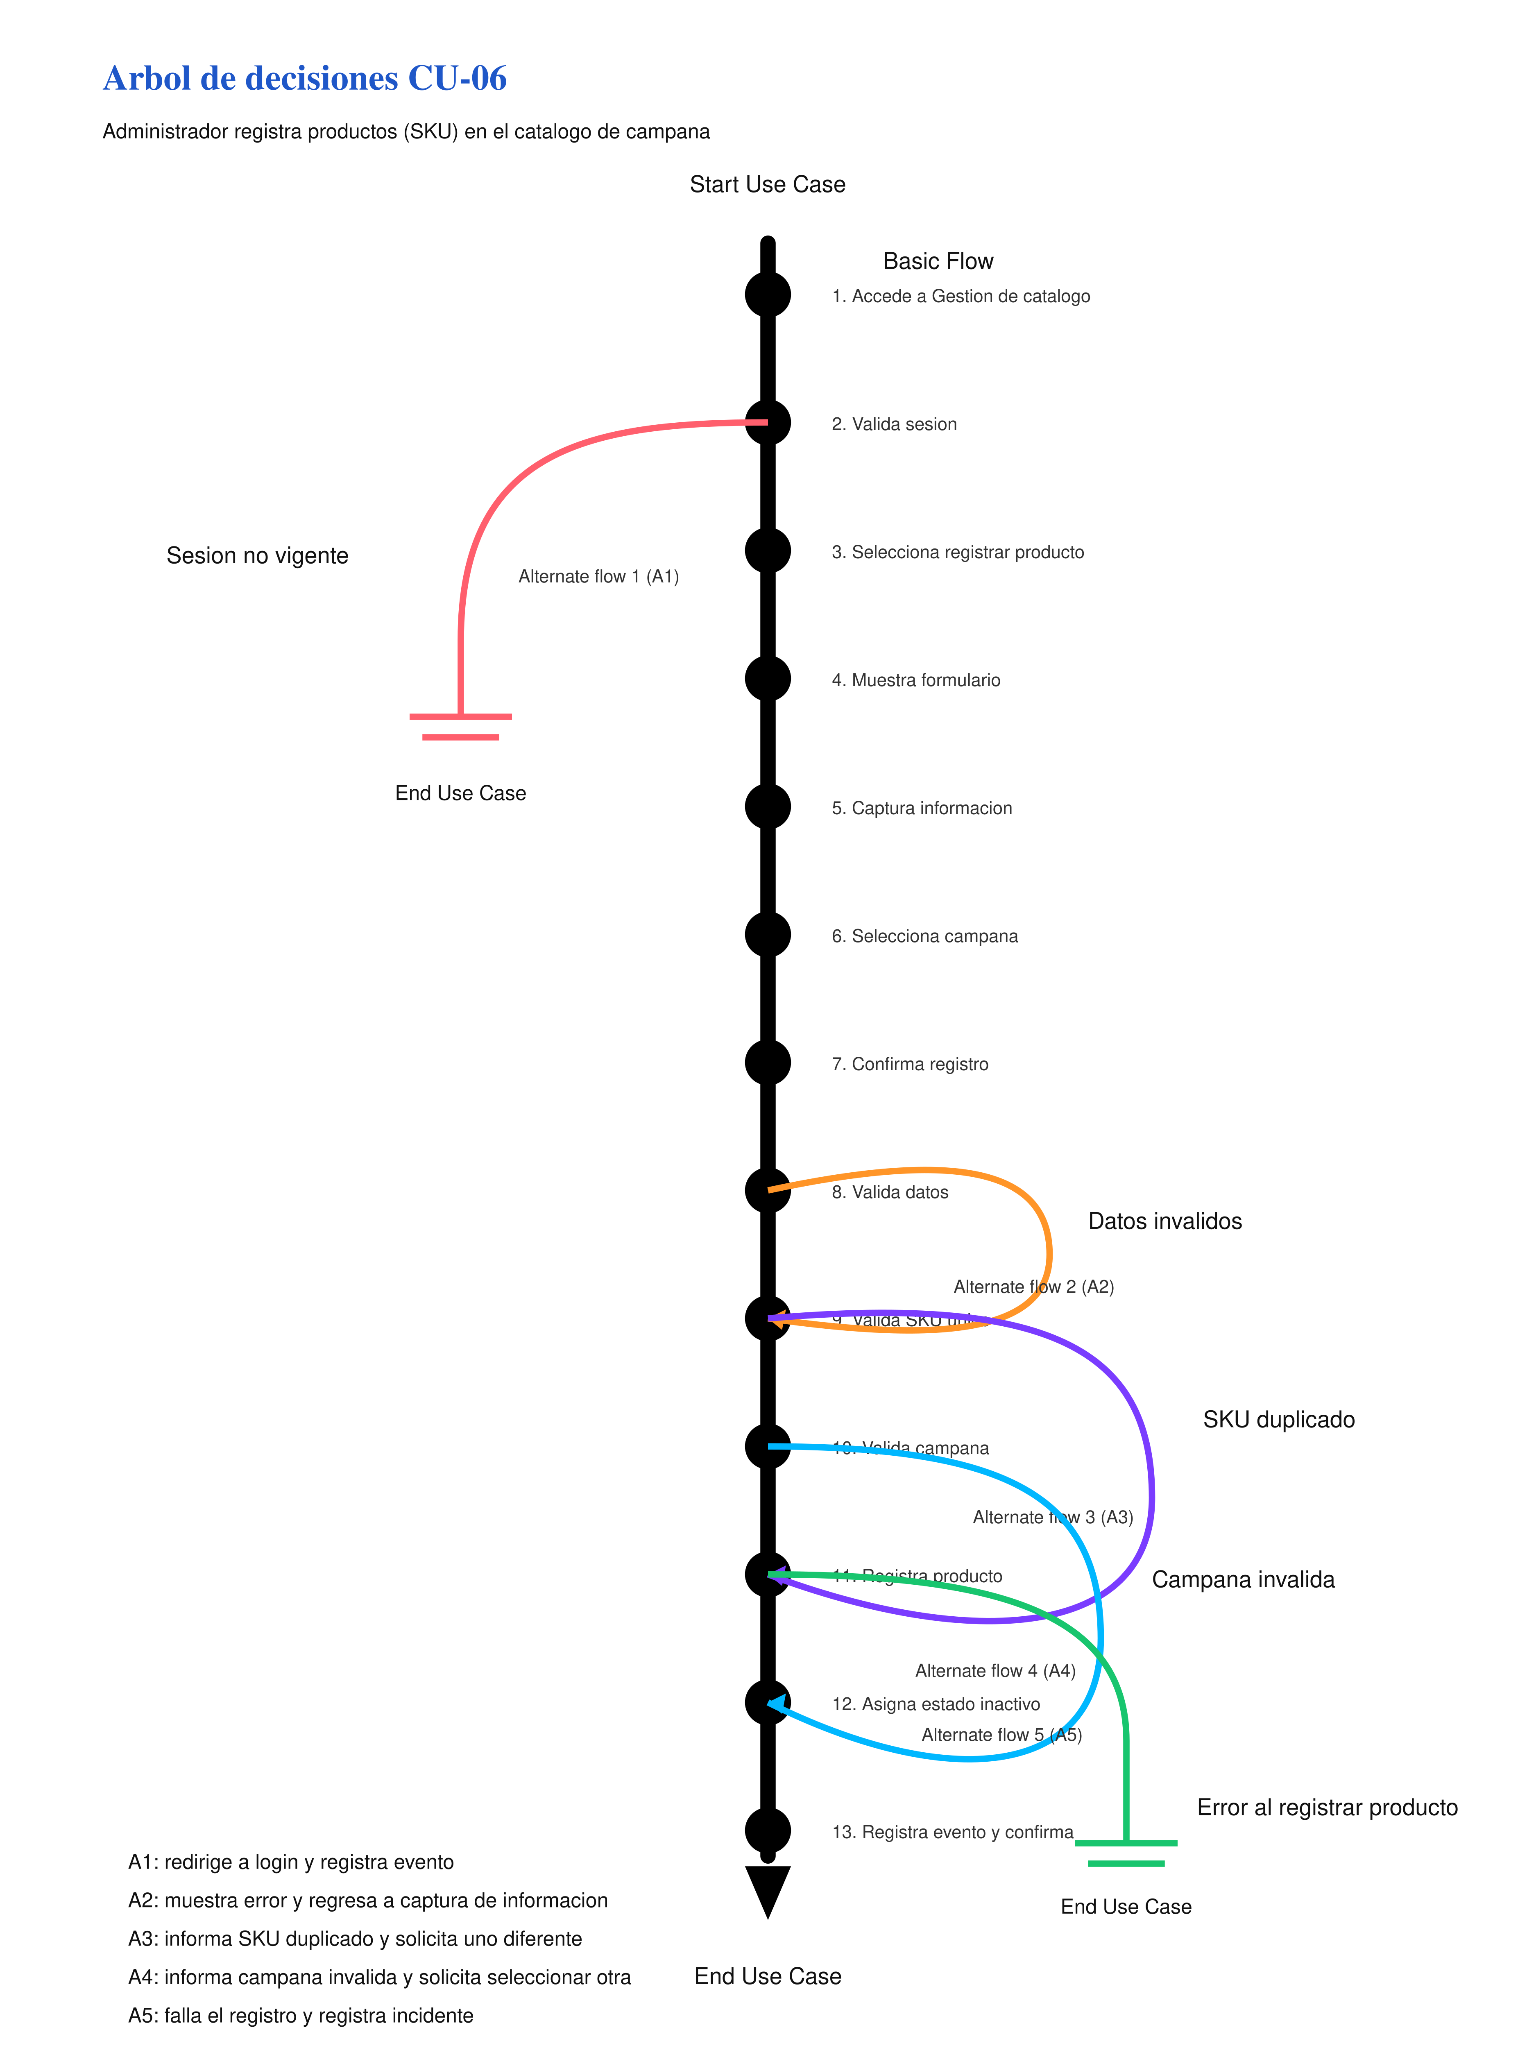 Arbol de decisiones CU-06
Administrador registra productos (SKU) en el catalogo de campana
Start Use Case
Basic Flow
1. Accede a Gestion de catalogo
2. Valida sesion
3. Selecciona registrar producto
Sesion no vigente
Alternate flow 1 (A1)
4. Muestra formulario
End Use Case
5. Captura informacion
6. Selecciona campana
7. Confirma registro
8. Valida datos
Datos invalidos
Alternate flow 2 (A2)
9. Valida SKU
SKU duplicado
10. Valida campana
Alternate flow 3 (A3)
11. Registra producto
Campana invalida
Alternate flow 4 (A4)
12. Asigna estado inactivo
Alternate flow 5 (A5)
Error al registrar producto
13. Registra evento y confirma
End Use Case
A1: redirige a login y registra evento
A2: muestra error y regresa a captura de informacion
A3: informa SKU duplicado y solicita uno diferente
A4: informa campana invalida y solicita seleccionar otra
A5: falla el registro y registra incidente
End Use Case